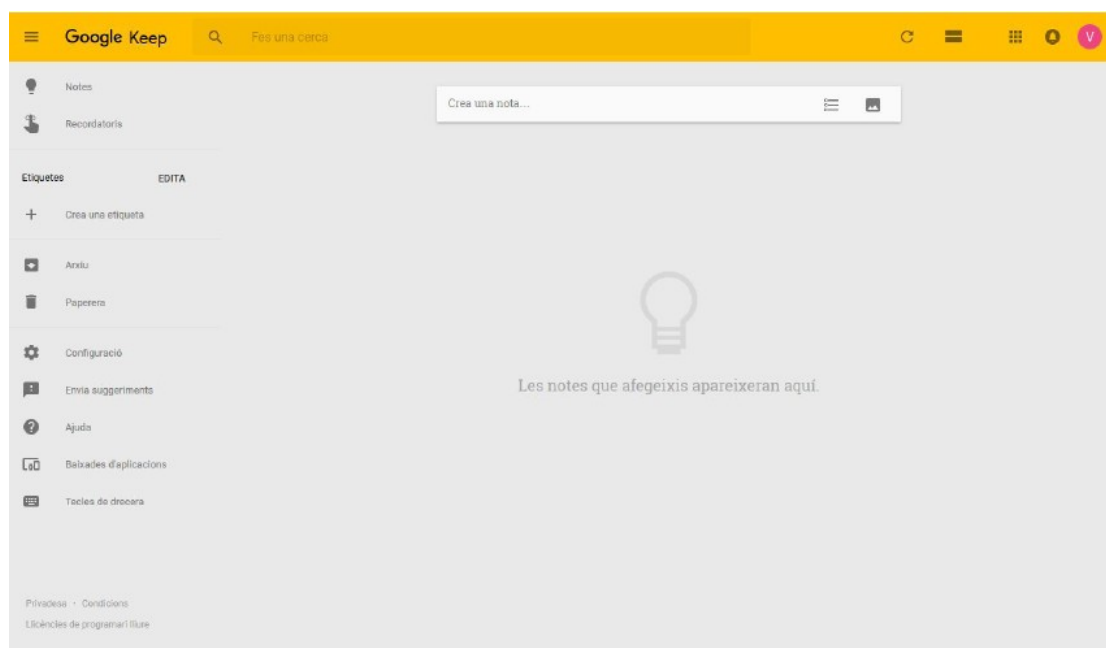 Google Keep
Fes una cerca
V
Notes
Recordatoris
Crea una nota...
Etiquetes
EDITA
Crea una etiqueta
Arxiu
Paperera
Configuració
Envia suggeriments
Ajuda
Baixades d'aplicacions
Tecles de drecera
Les notes que afegeixis apareixeran aquí.
Privadesa · Condicions
Llicències de programari lliure